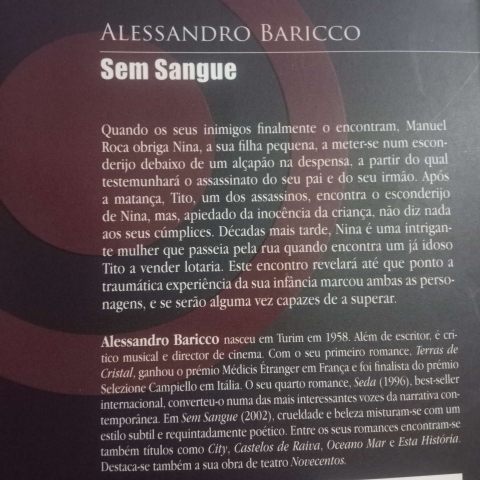 ALESSANDRO BARICCO
Sem Sangue
Quando os seus inimigos finalmente o encontram, Manuel
Roca obriga Nina, a sua filha pequena, a meter-se num escon-
derijo debaixo de um alçapão na despensa, a partir do qual
testemunhará o assassinato do seu pai e do seu irmão. Após
a matança, Tito, um dos assassinos, encontra o esconderijo
de Nina, mas, apiedado da inocência da criança, não diz nada
aos seus cúmplices. Décadas mais tarde, Nina é uma intrigan-
te mulher que passeia pela rua quando encontra um já idoso
Tito a vender lotaria. Este encontro revelará até que ponto a
traumática experiência da sua infância marcou ambas as perso-
nagens, e se serão alguma vez capazes de a superar.
Alessandro Baricco nasceu em Turim em 1958. Além de escritor, é crí-
tico musical e director de cinema. Com o seu primeiro romance, Terras de
Cristal, ganhou o prémio Médicis Étranger em França e foi finalista do prémio
Selezione Campiello em Itália. O seu quarto romance, Seda (1996), best-seller
internacional, converteu-o numa das mais interessantes vozes da narrativa con-
temporânea. Em Sem Sangue (2002), crueldade e beleza misturam-se com um
estilo subtil e requintadamente poético. Entre os seus romances encontram-se
também títulos como City, Castelos de Raiva, Oceano Mar e Esta História.
Destaca-se também a sua obra de teatro Novecentos.